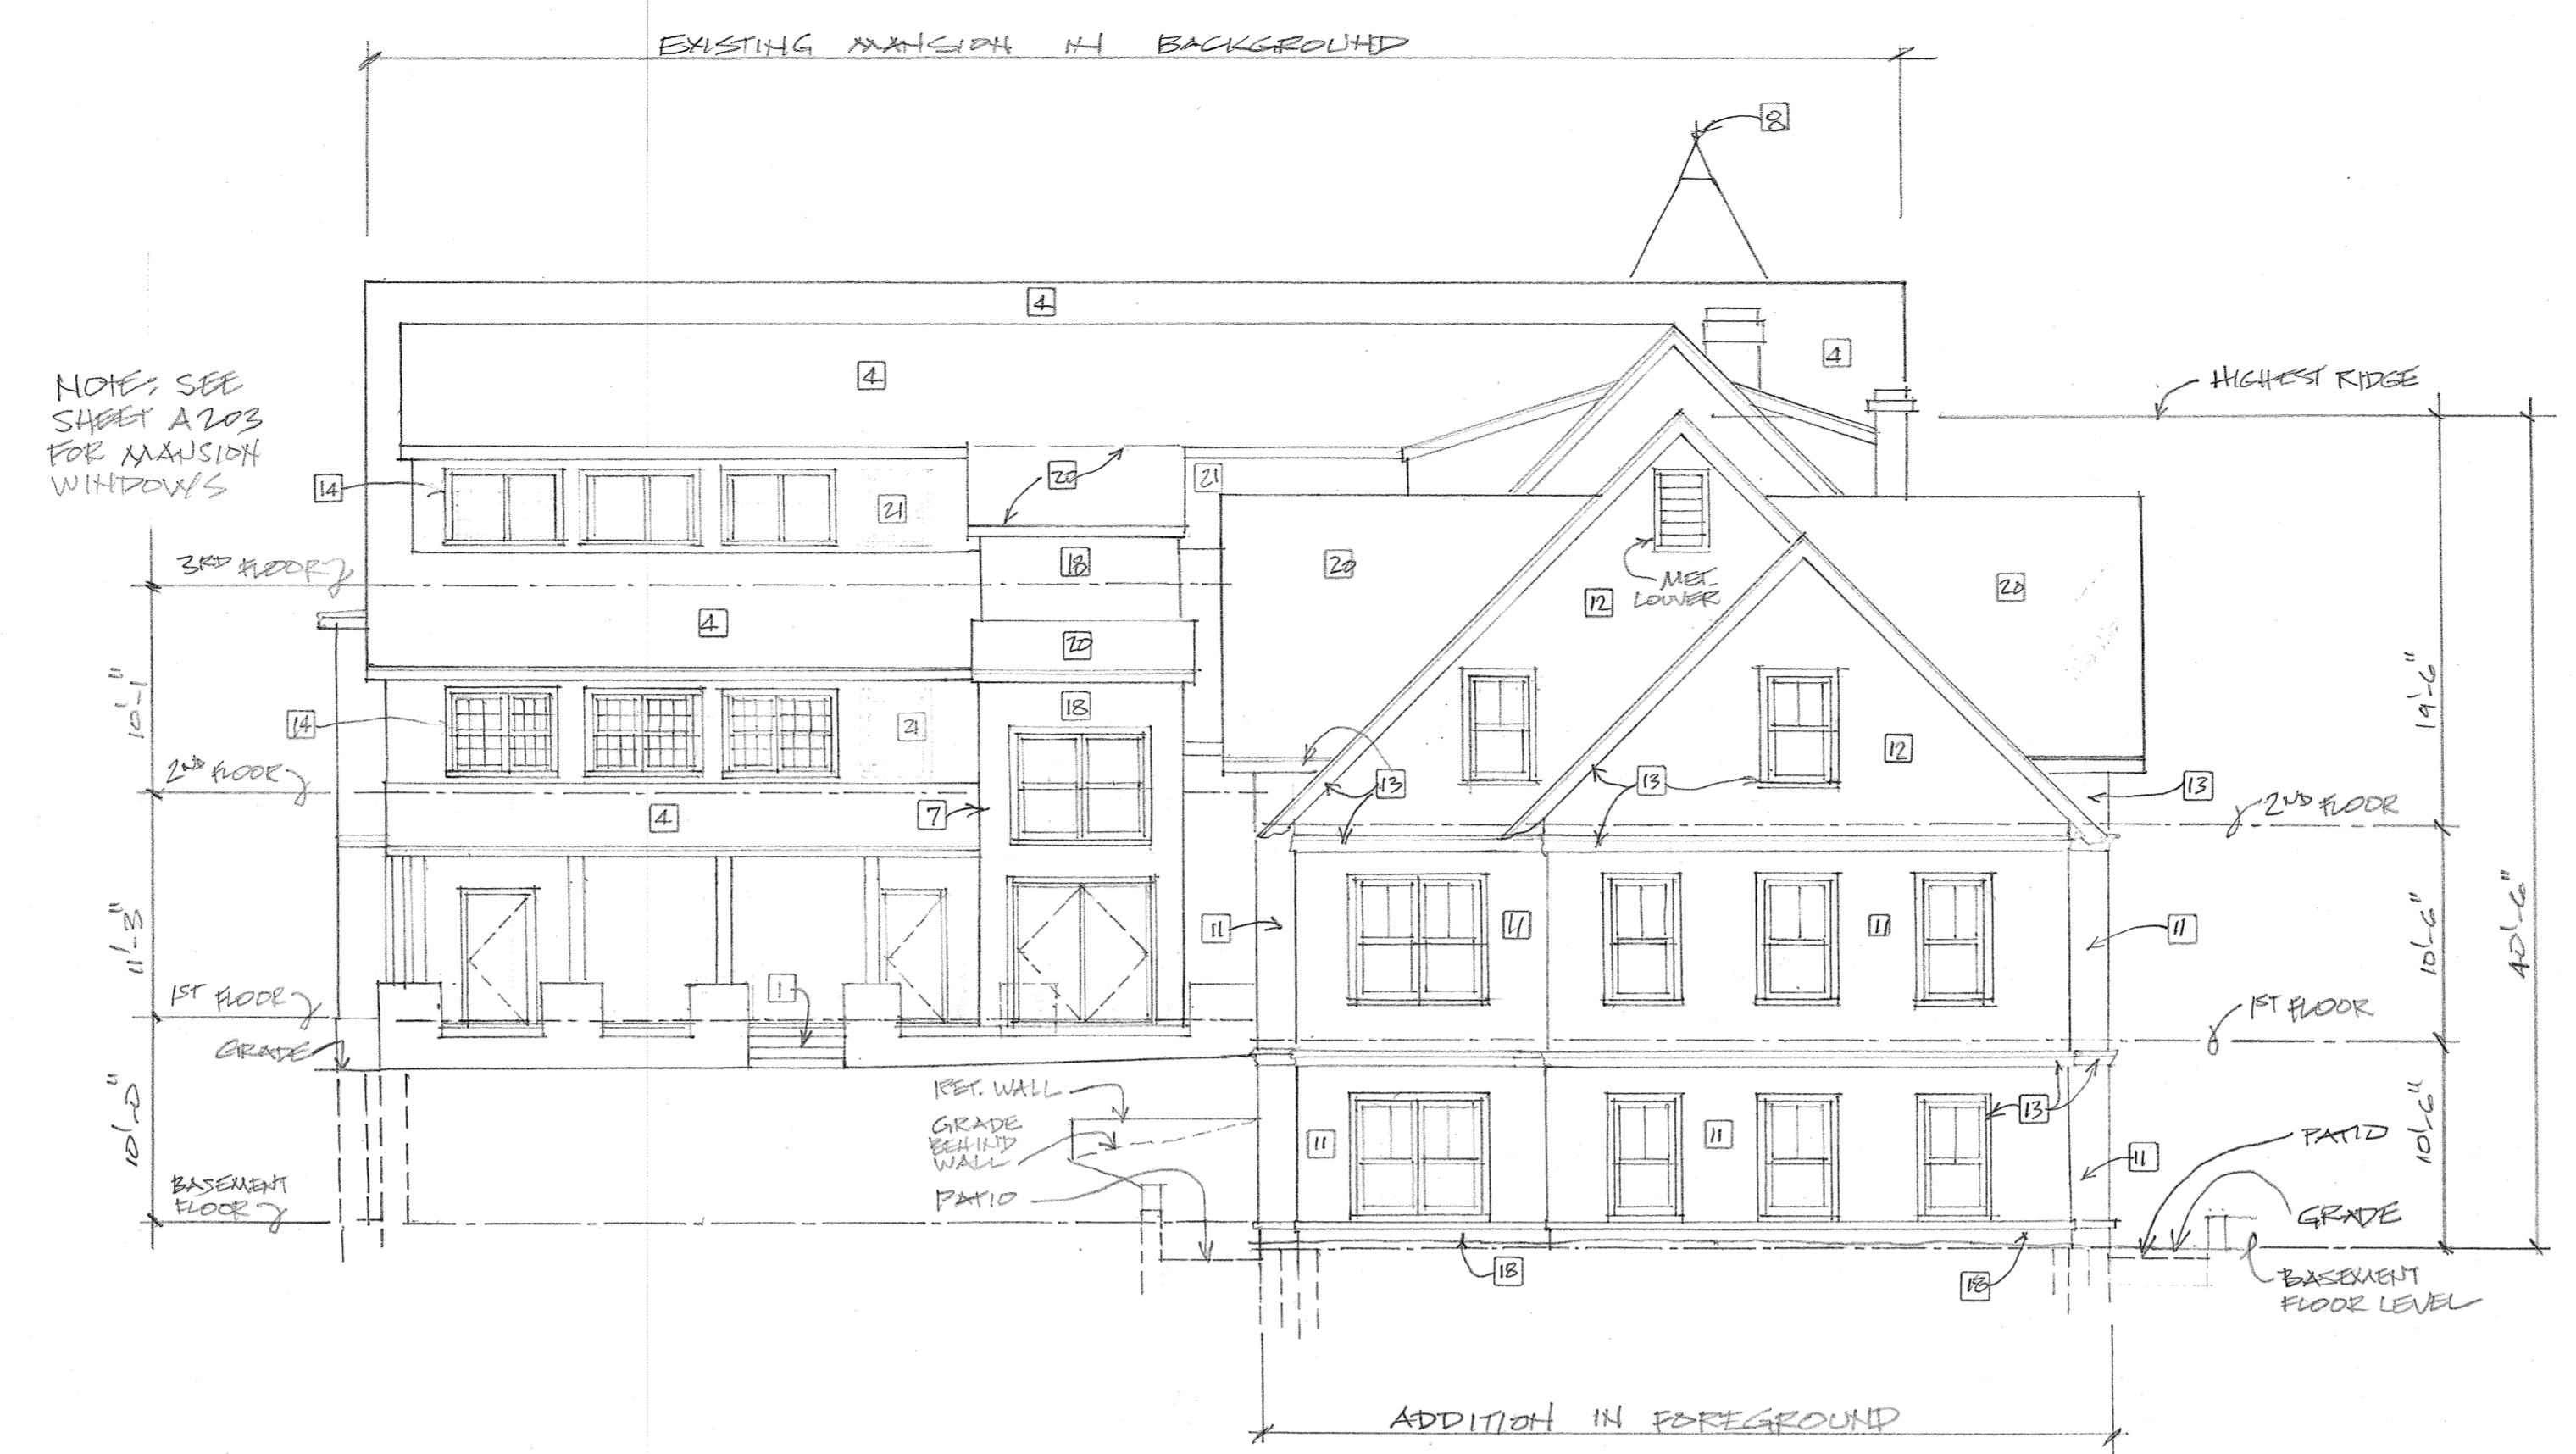 EXISTING MANSION IN BACKGROUND
8
4
4
4
HIGHEST RIDGE
NOTE: SEE
SHEET A203
FOR MANSION
WINDOWS
14
20
21
21
MET.
LOUVER
3RD FLOOR
18
20
12
20
4
20
10'-1"
19'-6"
14
18
21
12
2ND FLOOR
7
4
13
13
13
2ND FLOOR
11'-3"
11
11
11
11
10'-6"
40'-6"
1
1ST FLOOR
1ST FLOOR
GRADE
10'-0"
RET. WALL
GRADE
BEHIND
WALL
PATIO
11
11
13
11
10'-6"
PATIO
GRADE
BASEMENT
FLOOR
18
18
BASEMENT
FLOOR LEVEL
ADDITION IN FOREGROUND